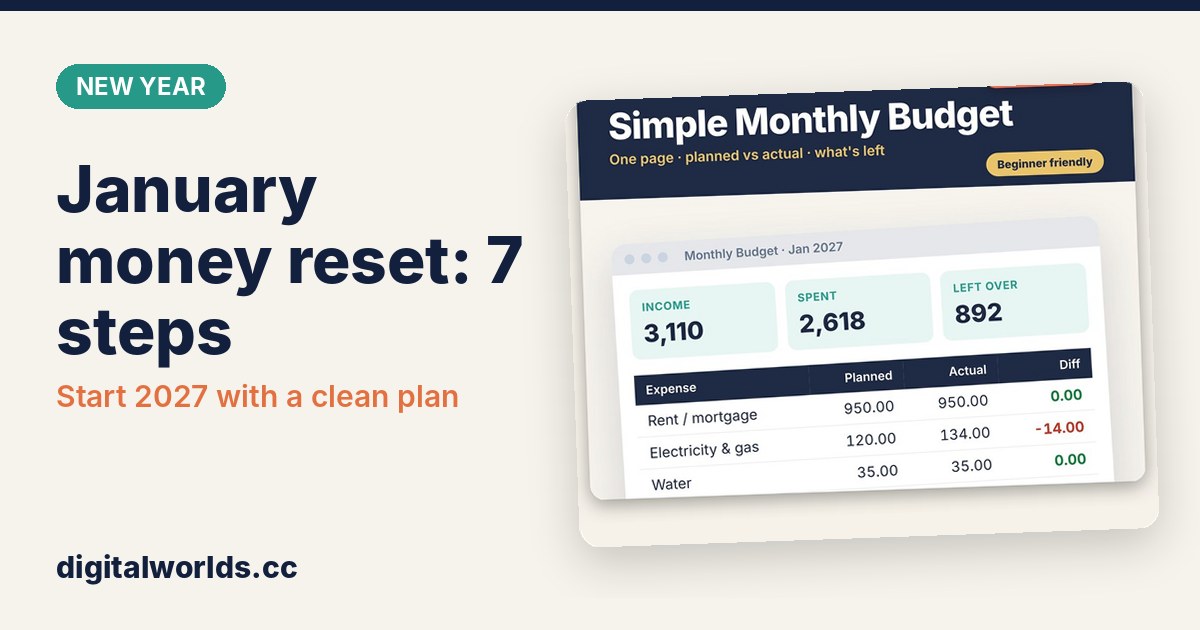 NEW YEAR
January
money reset: 7
steps
Start 2027 with a clean plan
digitalworlds.cc
Simple Monthly Budget
One page · planned vs actual · what's left
Beginner friendly
Monthly Budget · Jan 2027
INCOME
3,110
SPENT
2,618
LEFT OVER
892
Expense Planned Actual Diff
Rent / mortgage 950.00 950.00 0.00
Electricity & gas 120.00 134.00 -14.00
Water 35.00 35.00 0.00